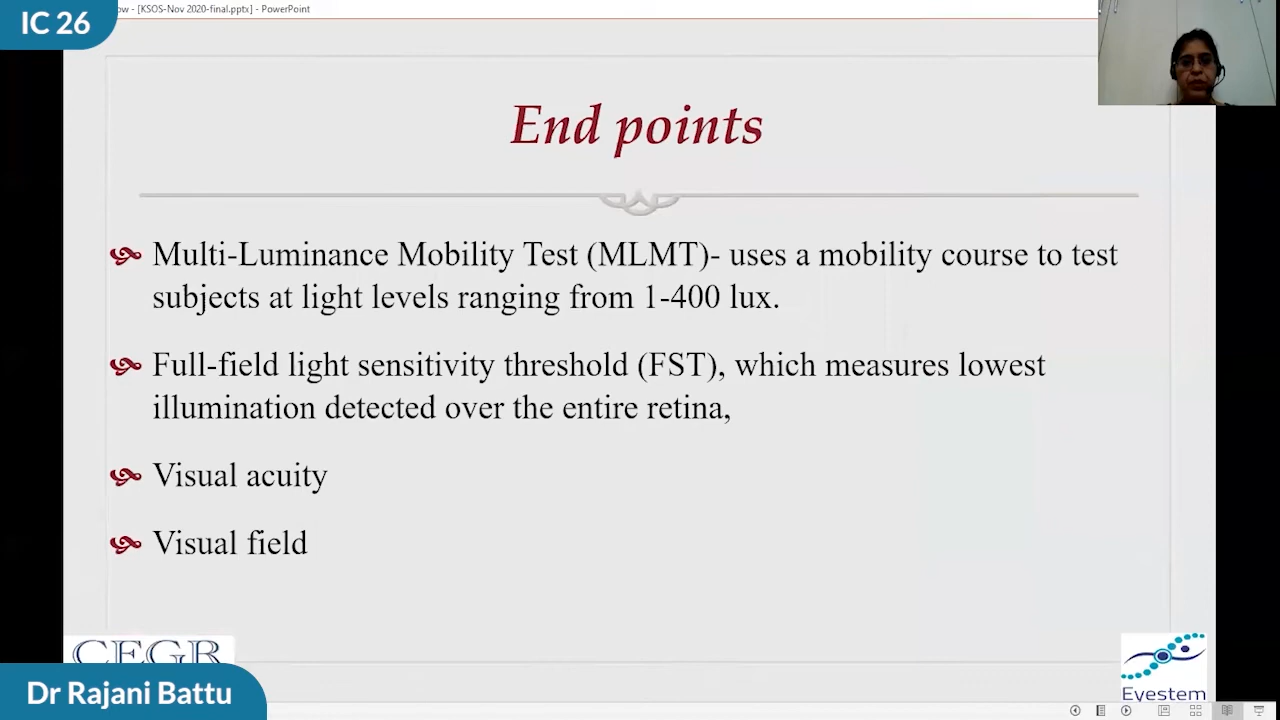 IC 26
ow - [KSOS-Nov 2020-final.pptx] - PowerPoint
End points
Multi-Luminance Mobility Test (MLMT)- uses a mobility course to test
subjects at light levels ranging from 1-400 lux.
Full-field light sensitivity threshold (FST), which measures lowest
illumination detected over the entire retina,
Visual acuity
Visual field
CEGR
Eyestem
Dr Rajani Battu